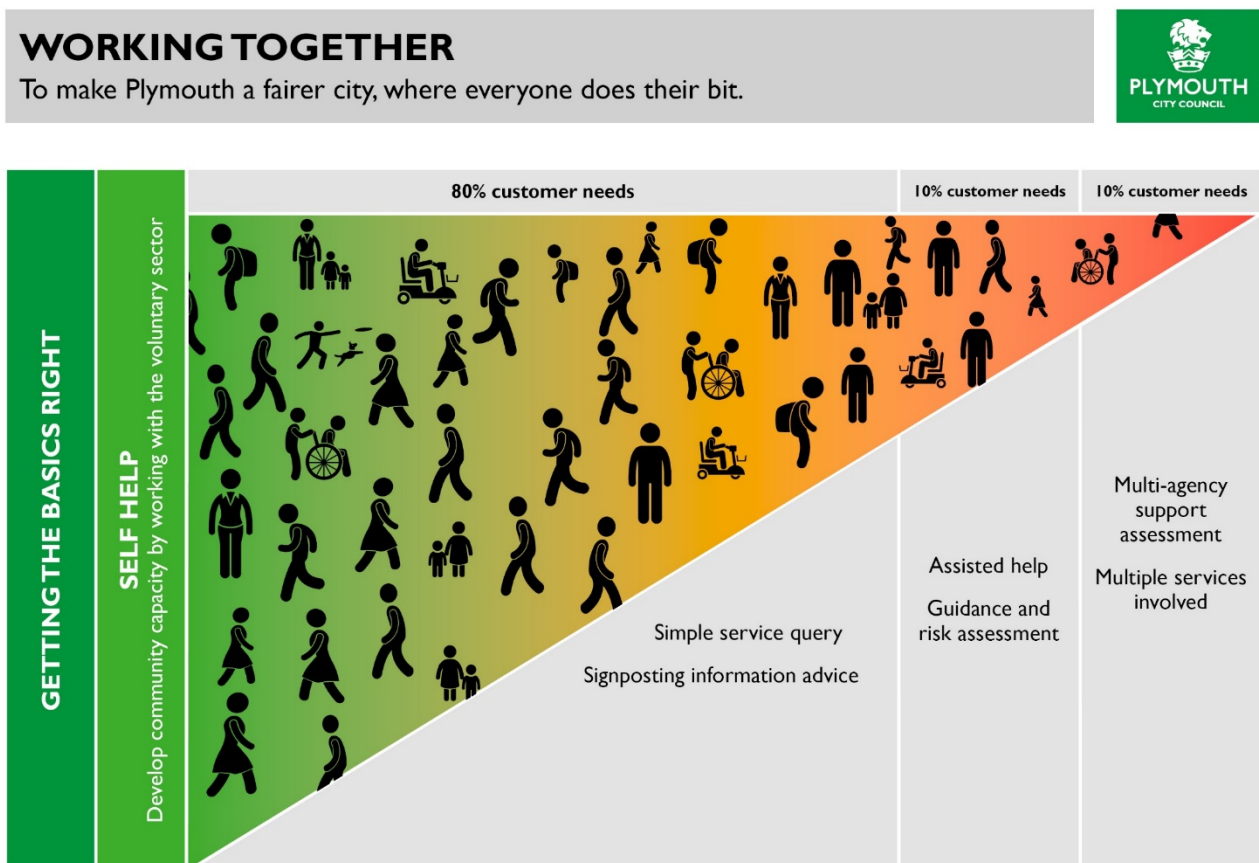 WORKING TOGETHER
To make Plymouth a fairer city, where everyone does their bit.
PLYMOUTH
CITY COUNCIL
GETTING THE BASICS RIGHT
SELF HELP
Develop community capacity by working with the voluntary sector
80% customer needs
10% customer needs
10% customer needs
Simple service query
Signposting information advice
Assisted help
Guidance and
risk assessment
Multi-agency
support
assessment
Multiple services
involved